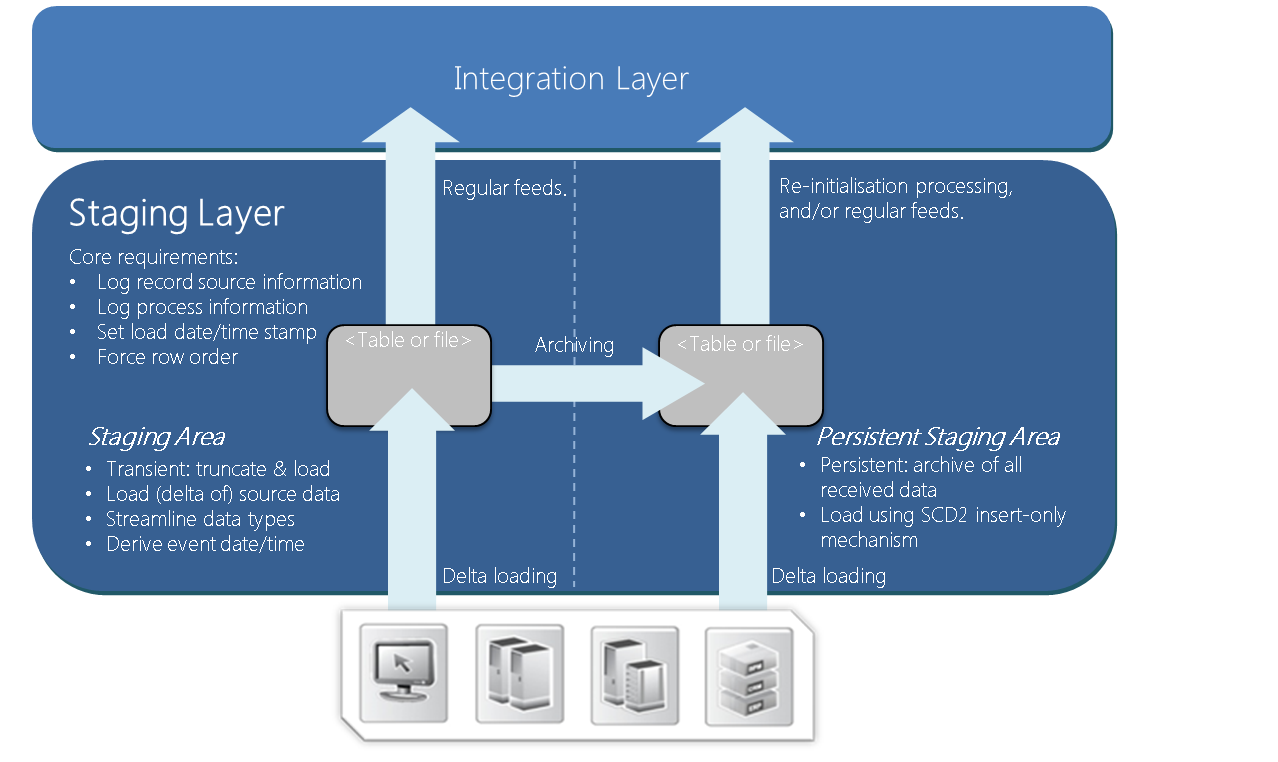 Integration Layer
Regular feeds.
Re-initialisation processing,
and/or regular feeds.
Staging Layer
Core requirements:
• Log record source information
• Log process information
• Set load date/time stamp
• Force row order
<Table or file>
Archiving
<Table or file>
Staging Area
• Transient: truncate & load
• Load (delta of) source data
• Streamline data types
• Derive event date/time
Persistent Staging Area
• Persistent: archive of all
received data
• Load using SCD2 insert-only
mechanism
Delta loading
Delta loading
CRM
ERP